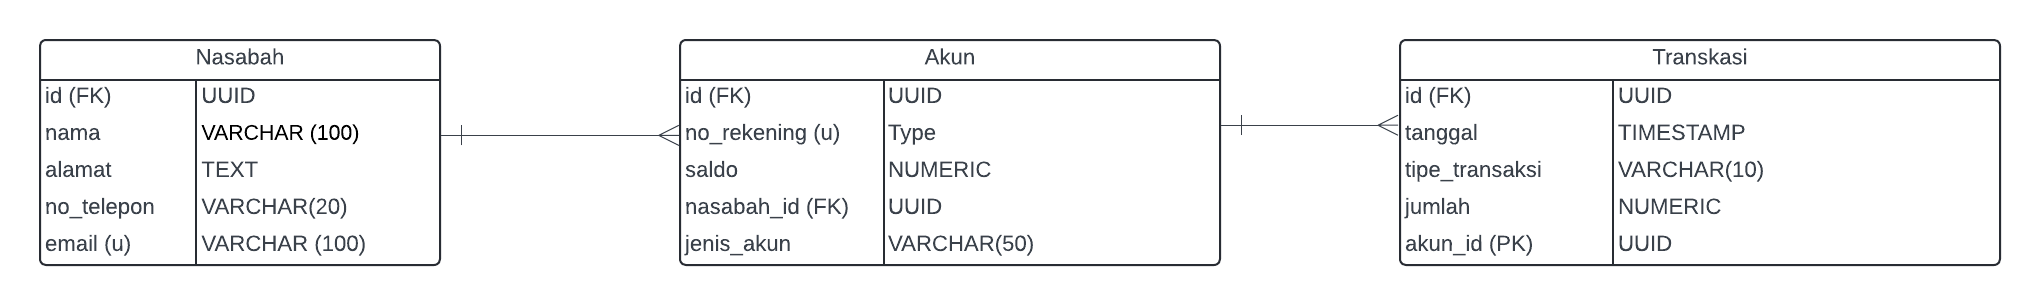 Nasabah
id (FK) UUID
nama VARCHAR (100)
alamat TEXT
no_telepon VARCHAR(20)
email (u) VARCHAR (100)
Akun
id (FK) UUID
no_rekening (u) Type
saldo NUMERIC
nasabah_id (FK) UUID
jenis_akun VARCHAR(50)
Transkasi
id (FK) UUID
tanggal TIMESTAMP
tipe_transaksi VARCHAR(10)
jumlah NUMERIC
akun_id (PK) UUID